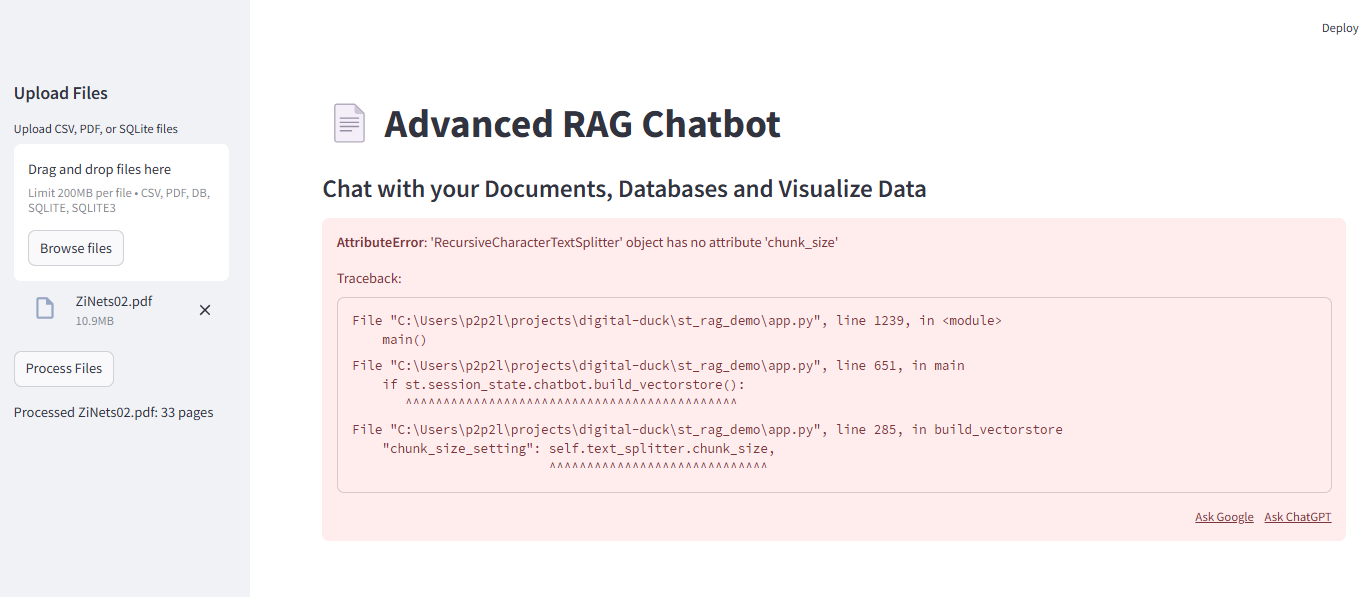 Deploy
Upload Files
Upload CSV, PDF, or SQLite files
Drag and drop files here
Limit 200MB per file • CSV, PDF, DB,
SQLITE, SQLITE3
Browse files
ZiNets02.pdf
10.9MB
Process Files
Processed ZiNets02.pdf: 33 pages
Advanced RAG Chatbot
Chat with your Documents, Databases and Visualize Data
AttributeError: 'RecursiveCharacterTextSplitter' object has no attribute 'chunk_size'
Traceback:
File "C:\Users\p2p2l\projects\digital-duck\st_rag_demo\app.py", line 1239, in <module>
    main()
File "C:\Users\p2p2l\projects\digital-duck\st_rag_demo\app.py", line 651, in main
    if st.session_state.chatbot.build_vectorstore():
       ^^^^^^^^^^^^^^^^^^^^^^^^^^^^^^^^^^^^^^^^^^^^
File "C:\Users\p2p2l\projects\digital-duck\st_rag_demo\app.py", line 285, in build_vectorstore
    "chunk_size_setting": self.text_splitter.chunk_size,
                          ^^^^^^^^^^^^^^^^^^^^^^^^^^^^^
Ask Google Ask ChatGPT